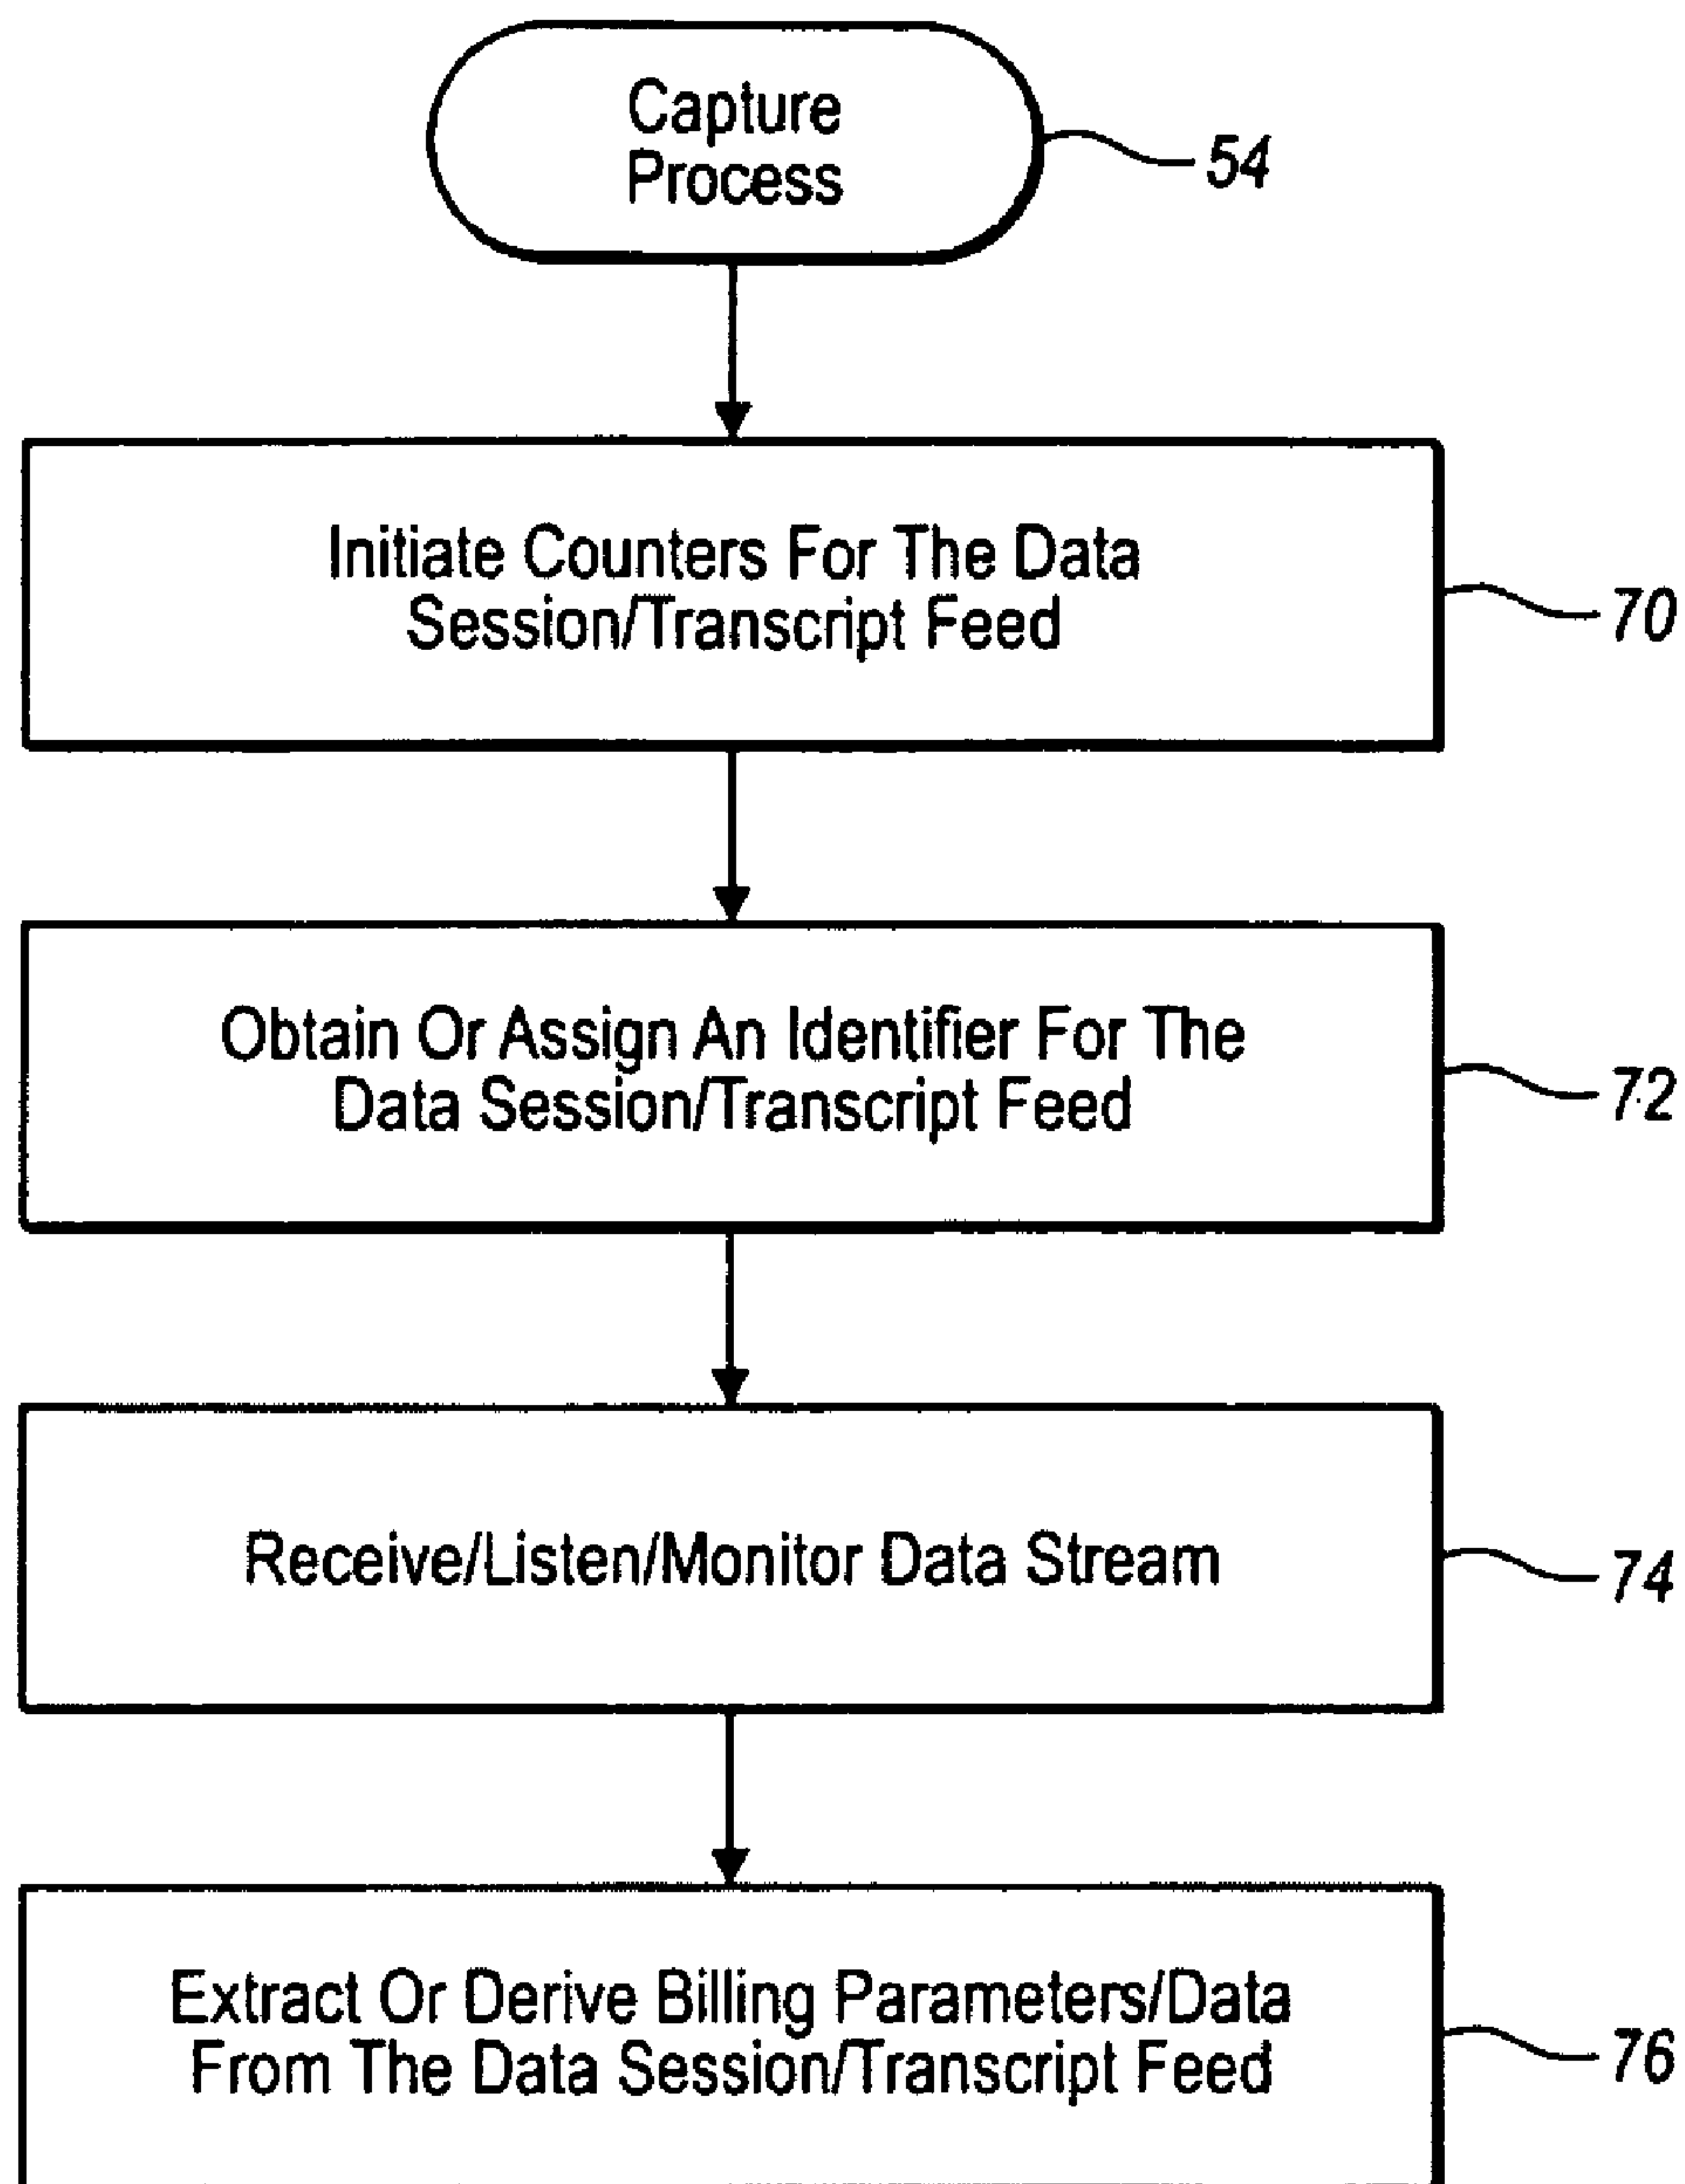 Capture
Process
54
Initiate Counters For The Data
Session/Transcript Feed
70
Obtain Or Assign An Identifier For The
Data Session/Transcript Feed
72
Receive/Listen/Monitor Data Stream
74
Extract Or Derive Billing Parameters/Data
From The Data Session/Transcript Feed
76